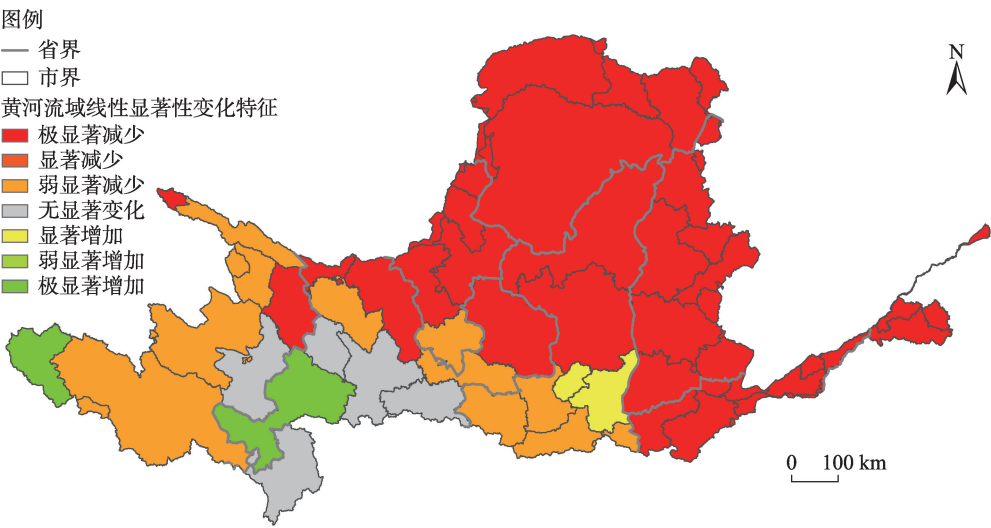 图例
省界
市界
黄河流域线性显著性变化特征
极显著减少
显著减少
弱显著减少
无显著变化
显著增加
弱显著增加
极显著增加
N
0 100 km